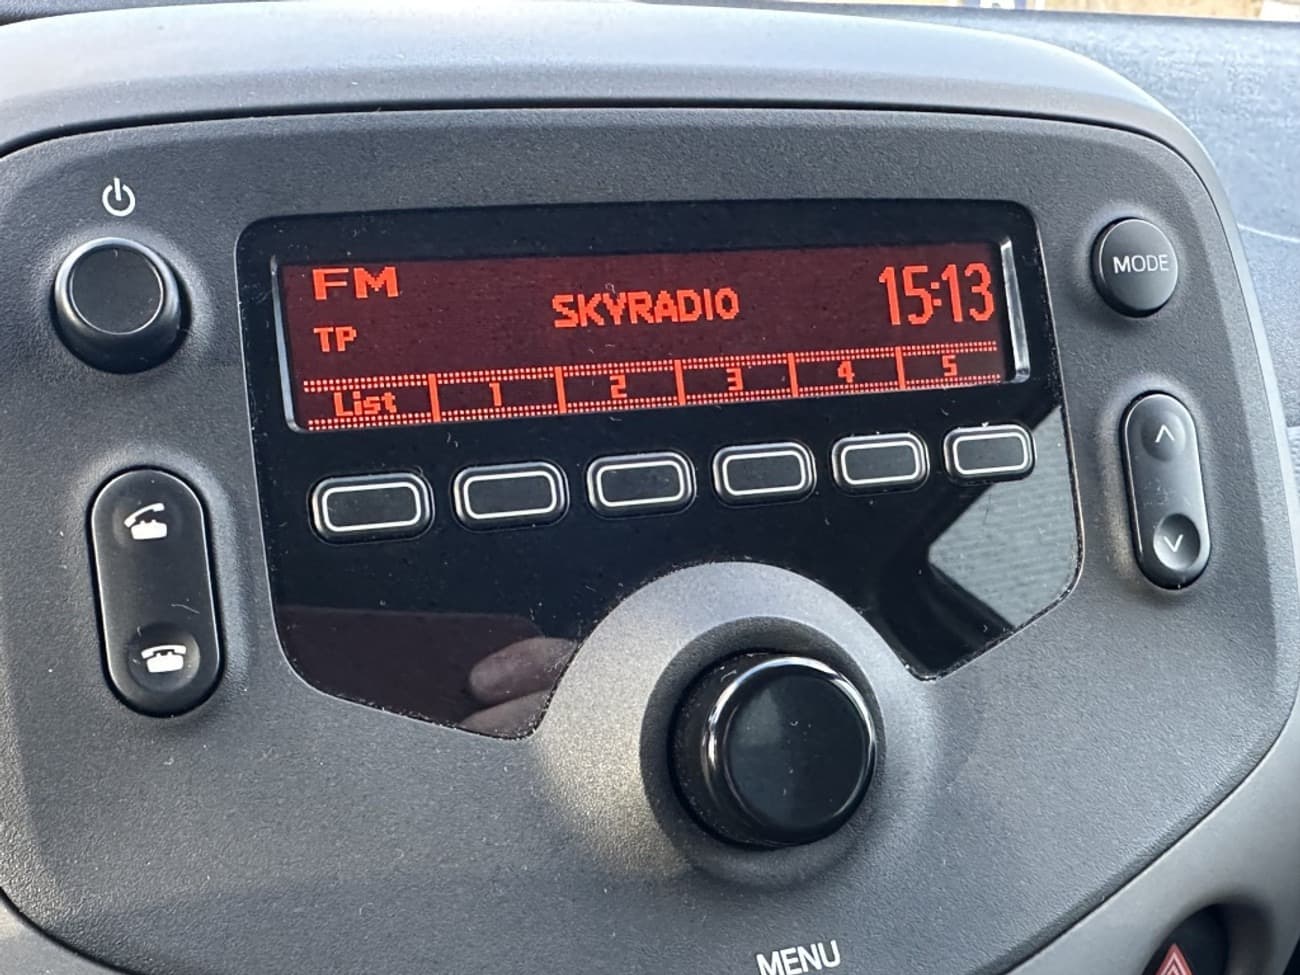 FM
SKYRADIO
15:13
TP
List 1 2 3 4 5
MODE
MENU